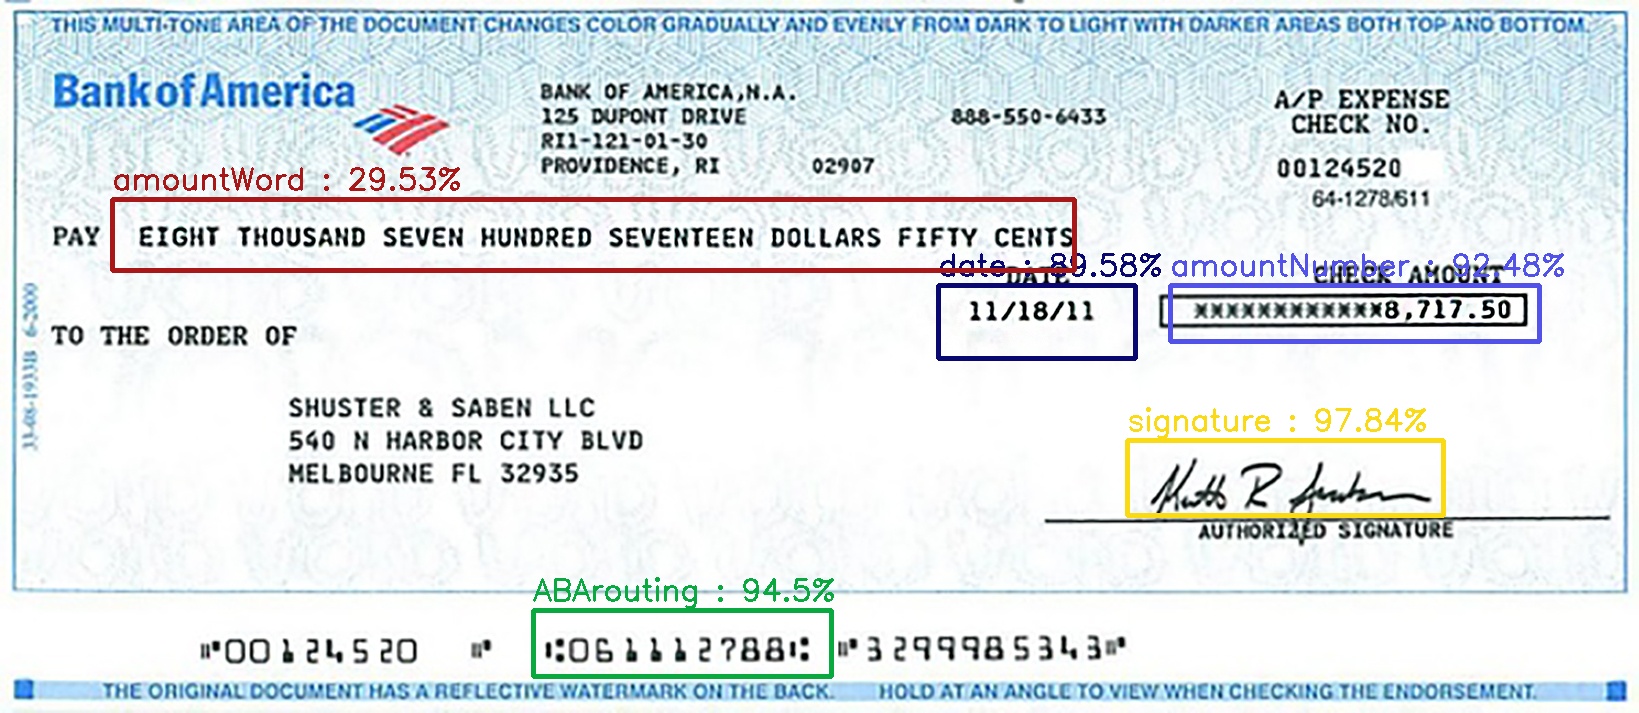 THIS MULTI-TONE AREA OF THE DOCUMENT CHANGES COLOR GRADUALLY AND EVENLY FROM DARK TO LIGHT WITH DARKER AREAS BOTH TOP AND BOTTOM.
Bank of America
BANK OF AMERICA,N.A.
125 DUPONT DRIVE
RI1-121-01-30
PROVIDENCE, RI 02907
888-550-6433
A/P EXPENSE
CHECK NO.
00124520
64-1278/611
amountWord : 29.53%
PAY EIGHT THOUSAND SEVEN HUNDRED SEVENTEEN DOLLARS FIFTY CENTS
date : 89.58% amountNumber : 92.48%
DATE CHECK AMOUNT
11/18/11 ************8,717.50
TO THE ORDER OF
33-08-1933B 6-2000
SHUSTER & SABEN LLC
540 N HARBOR CITY BLVD
MELBOURNE FL 32935
signature : 97.84%
AUTHORIZED SIGNATURE
ABArouting : 94.5%
⑈00124520 ⑈ ⑆061112788⑆ ⑈3299985343⑈
THE ORIGINAL DOCUMENT HAS A REFLECTIVE WATERMARK ON THE BACK. HOLD AT AN ANGLE TO VIEW WHEN CHECKING THE ENDORSEMENT.